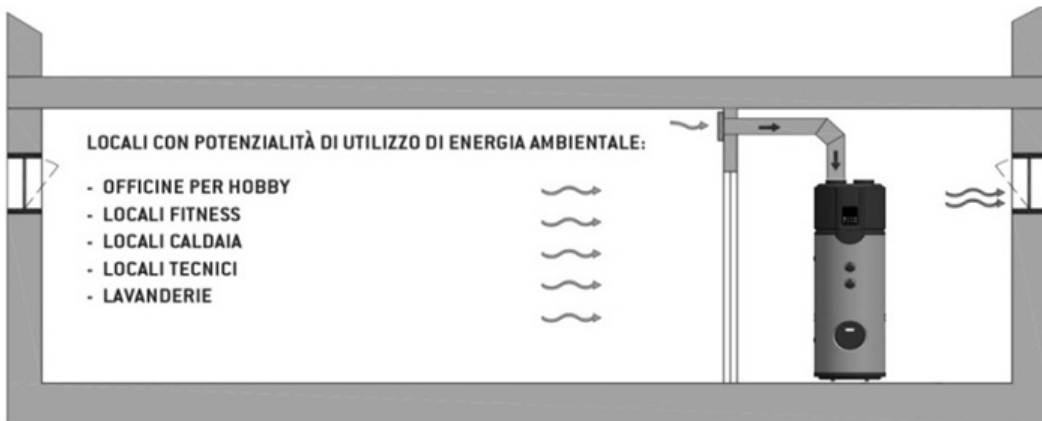 LOCALI CON POTENZIALITÀ DI UTILIZZO DI ENERGIA AMBIENTALE:
- OFFICINE PER HOBBY
- LOCALI FITNESS
- LOCALI CALDAIA
- LOCALI TECNICI
- LAVANDERIE